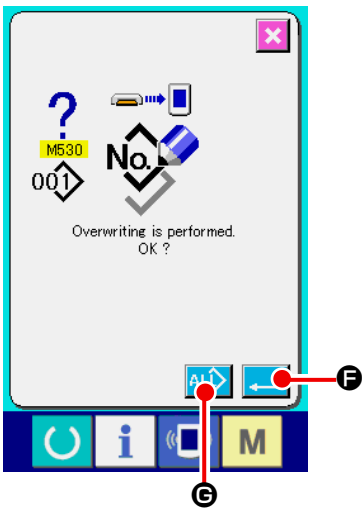 ?
M530
001
No.
Overwriting is performed.
OK ?
ALL
F
G
i
M